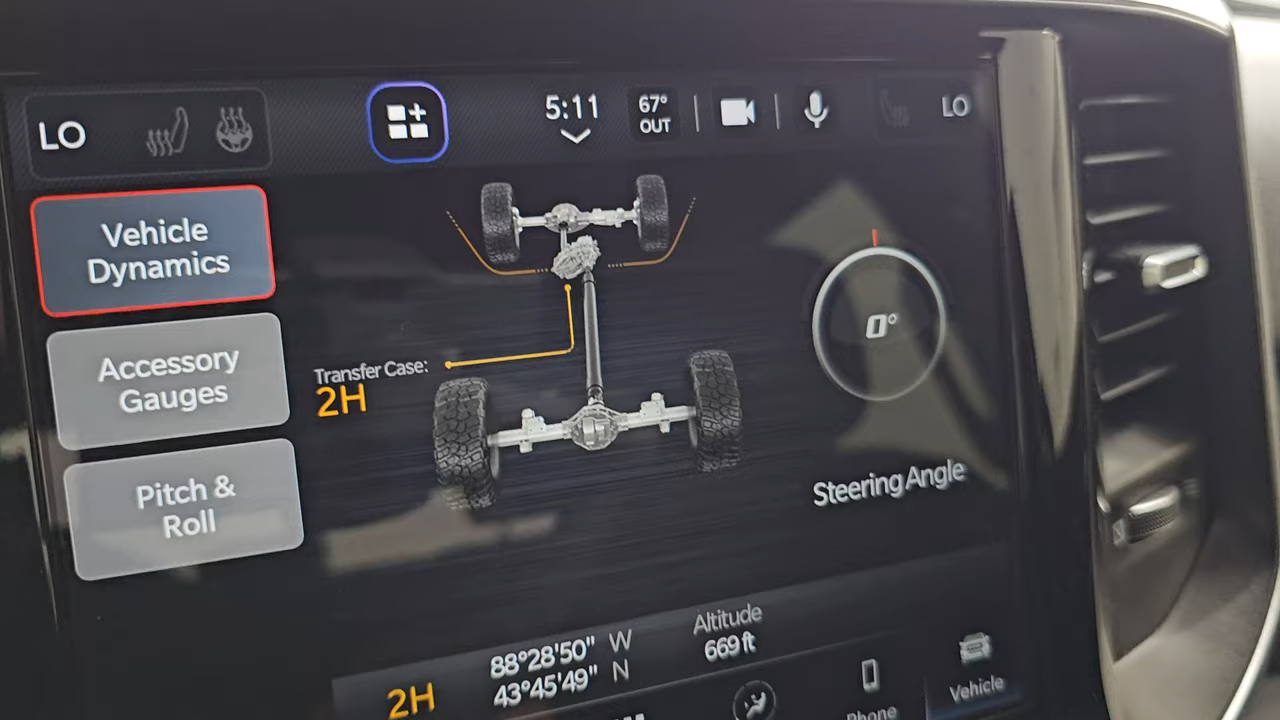 LO
5:11
67°
OUT
LO
Vehicle
Dynamics
Accessory
Gauges
Pitch &
Roll
Transfer Case:
2H
0°
Steering Angle
2H
88°28'50" W
43°45'49" N
Altitude
669 ft
Phone
Vehicle